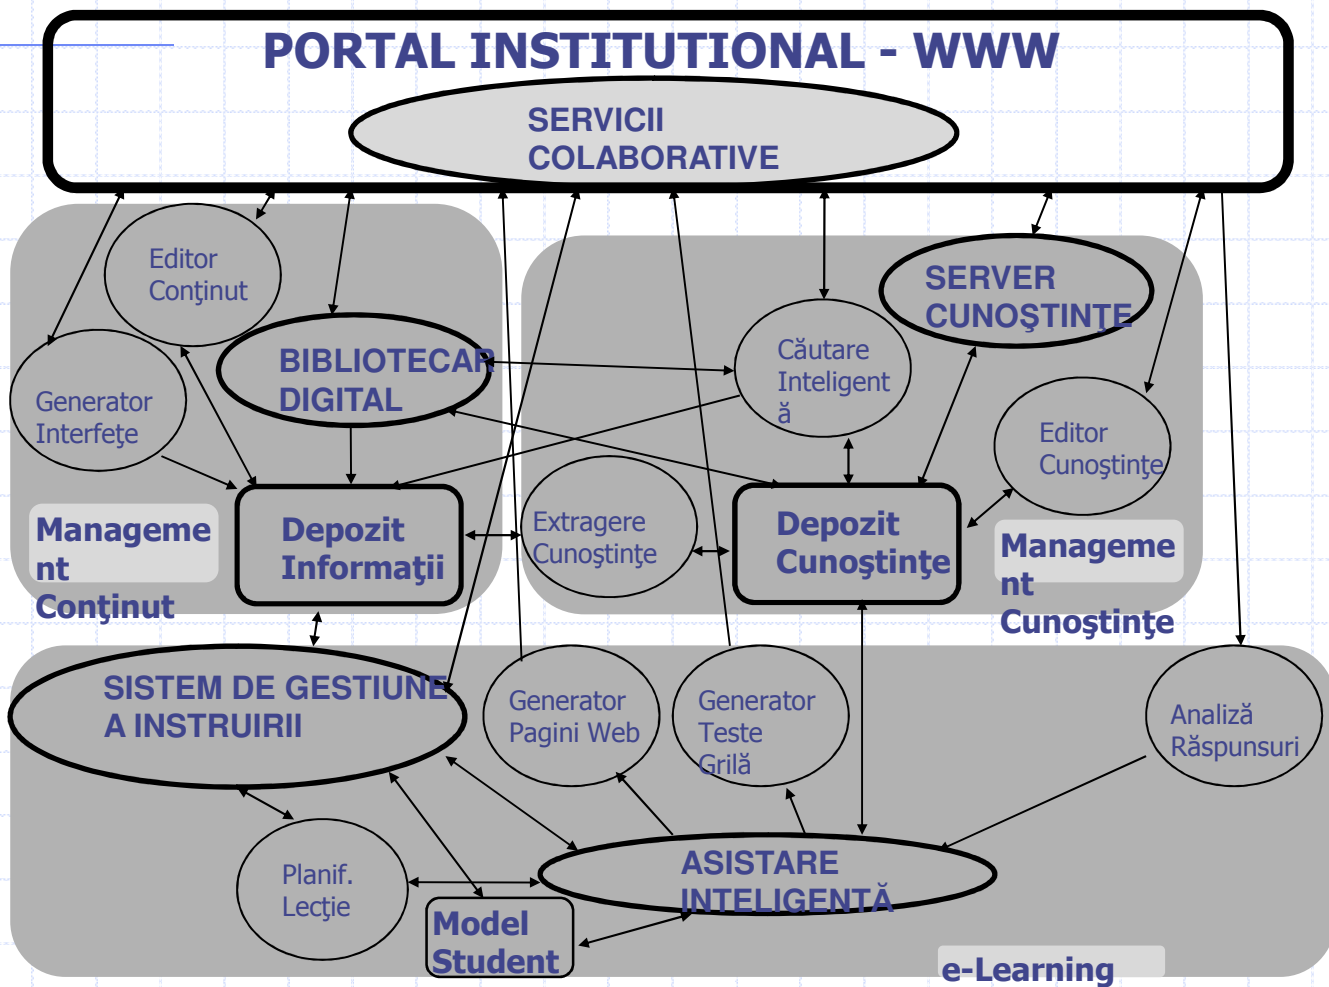 PORTAL INSTITUTIONAL - WWW
SERVICII
COLABORATIVE
Editor
Conţinut
SERVER
CUNOŞTINŢE
BIBLIOTECAR
DIGITAL
Căutare
Inteligent
ă
Generator
Interfeţe
Editor
Cunoştinţe
Manageme
nt
Conţinut
Depozit
Informaţii
Extragere
Cunoştinţe
Depozit
Cunoştinţe
Manageme
nt
Cunoştinţe
SISTEM DE GESTIUNE
A INSTRUIRII
Generator
Pagini Web
Generator
Teste
Grilă
Analiză
Răspunsuri
Planif.
Lecţie
ASISTARE
INTELIGENTĂ
Model
Student
e-Learning